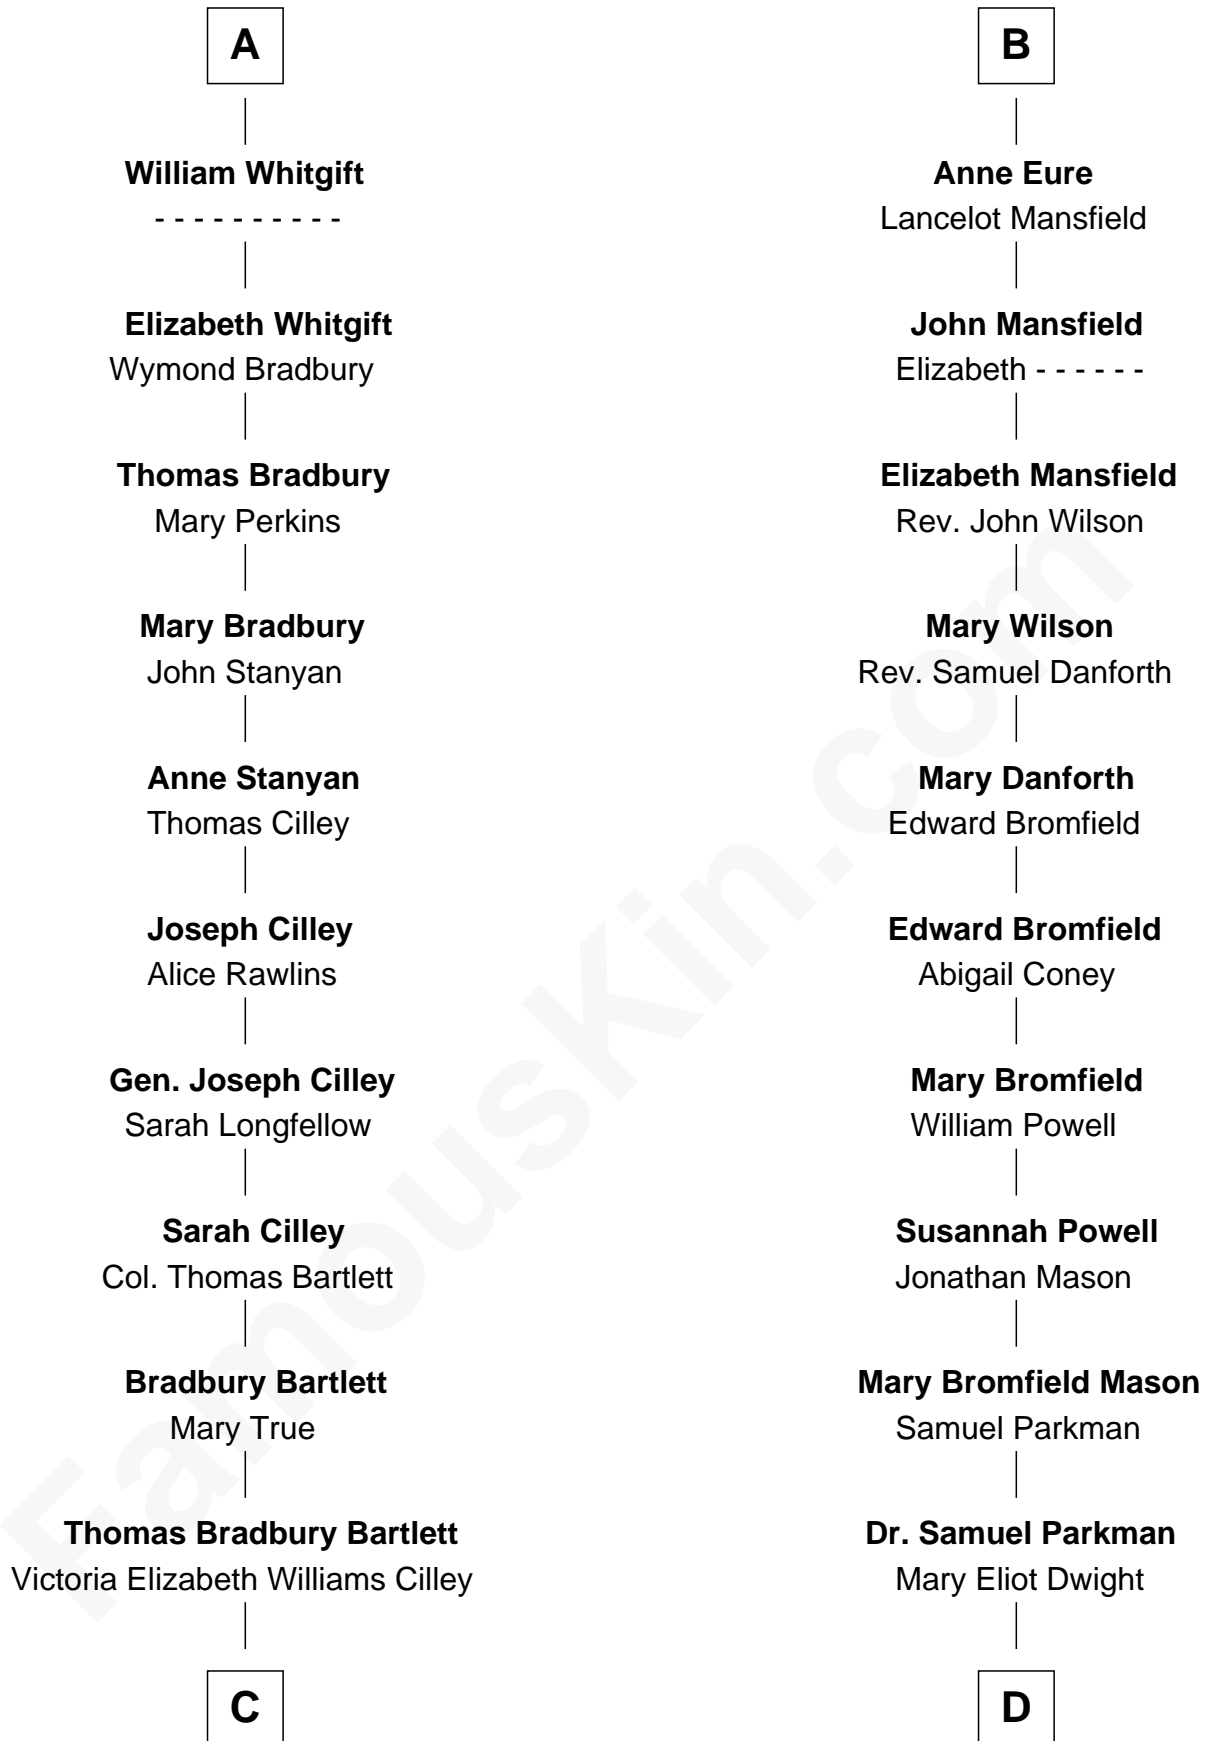 A
William Whitgift
- - - - - - - - - -
Elizabeth Whitgift
Wymond Bradbury
Thomas Bradbury
Mary Perkins
Mary Bradbury
John Stanyan
Anne Stanyan
Thomas Cilley
Joseph Cilley
Alice Rawlins
Gen. Joseph Cilley
Sarah Longfellow
Sarah Cilley
Col. Thomas Bartlett
Bradbury Bartlett
Mary True
Thomas Bradbury Bartlett
Victoria Elizabeth Williams Cilley
C
B
Anne Eure
Lancelot Mansfield
John Mansfield
Elizabeth - - - - - -
Elizabeth Mansfield
Rev. John Wilson
Mary Wilson
Rev. Samuel Danforth
Mary Danforth
Edward Bromfield
Edward Bromfield
Abigail Coney
Mary Bromfield
William Powell
Susannah Powell
Jonathan Mason
Mary Bromfield Mason
Samuel Parkman
Dr. Samuel Parkman
Mary Eliot Dwight
D
FamousKin.com